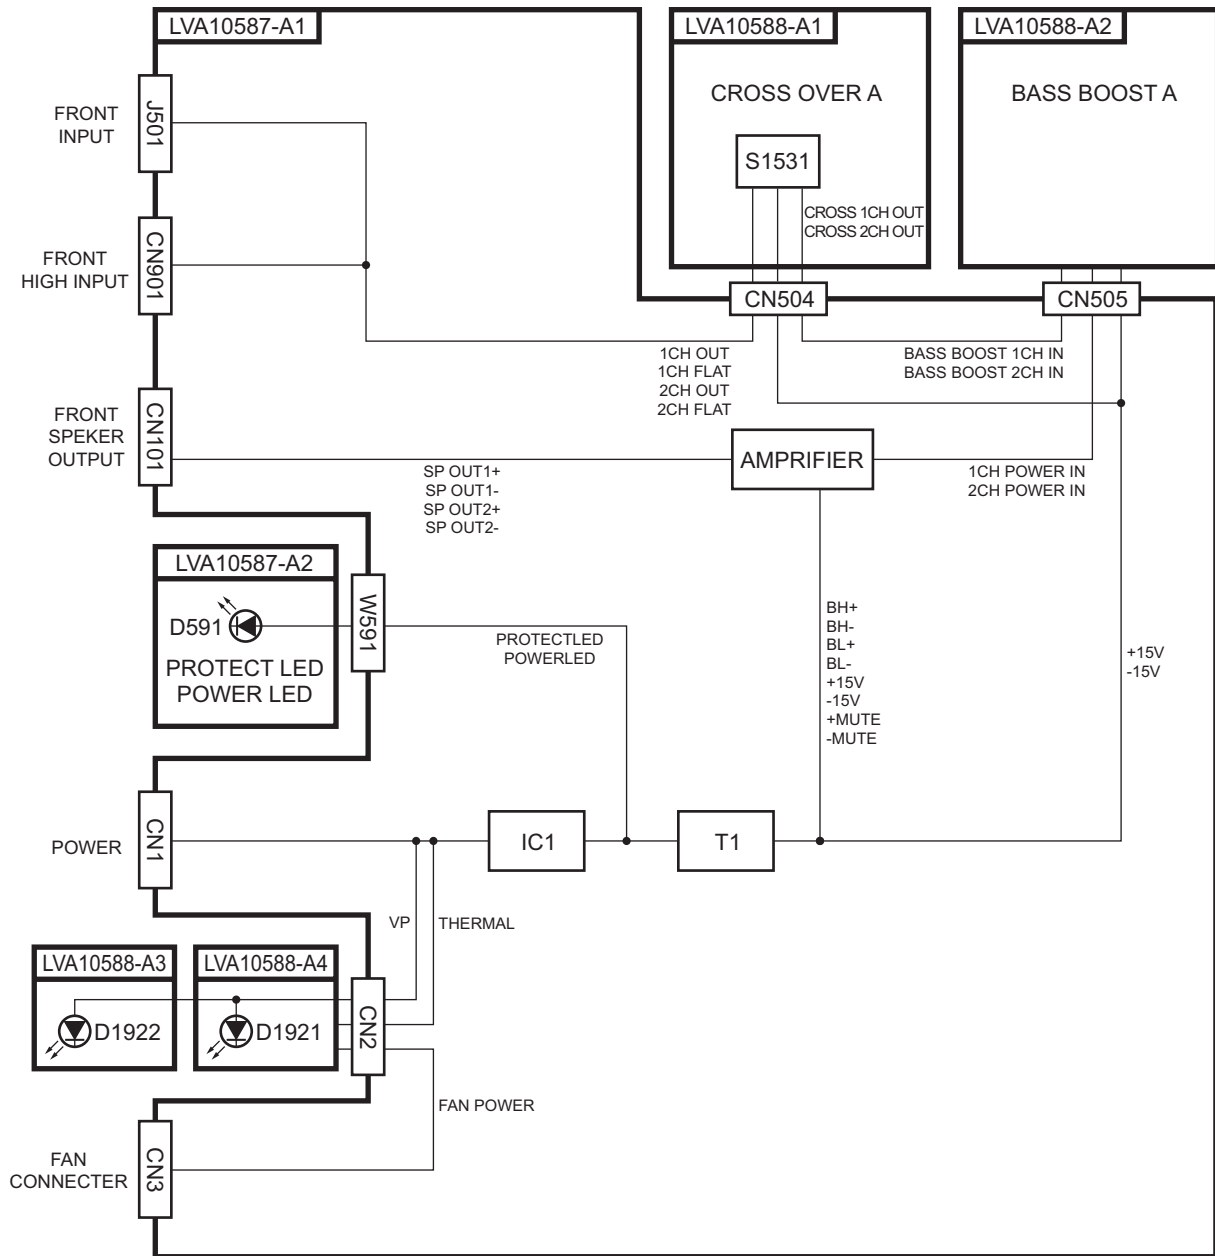 LVA10587-A1
LVA10588-A1
LVA10588-A2
CROSS OVER A
BASS BOOST A
FRONT
INPUT
J501
S1531
CROSS 1CH OUT
CROSS 2CH OUT
FRONT
HIGH INPUT
CN901
CN504
CN505
1CH OUT
1CH FLAT
2CH OUT
2CH FLAT
BASS BOOST 1CH IN
BASS BOOST 2CH IN
FRONT
SPEKER
OUTPUT
CN101
AMPRIFIER
SP OUT1+
SP OUT1-
SP OUT2+
SP OUT2-
1CH POWER IN
2CH POWER IN
LVA10587-A2
D591
PROTECT LED
POWER LED
W591
PROTECTLED
POWERLED
BH+
BH-
BL+
BL-
+15V
-15V
+MUTE
-MUTE
+15V
-15V
POWER
CN1
IC1
T1
VP
THERMAL
LVA10588-A3
LVA10588-A4
D1922
D1921
CN2
FAN POWER
FAN
CONNECTER
CN3